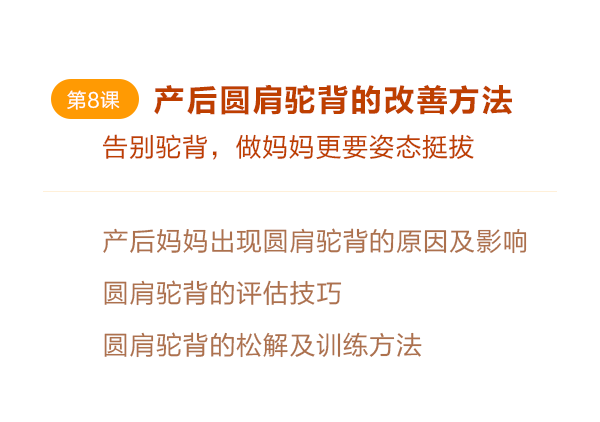 第8课 产后圆肩驼背的改善方法
告别驼背，做妈妈更要姿态挺拔
产后妈妈出现圆肩驼背的原因及影响
圆肩驼背的评估技巧
圆肩驼背的松解及训练方法